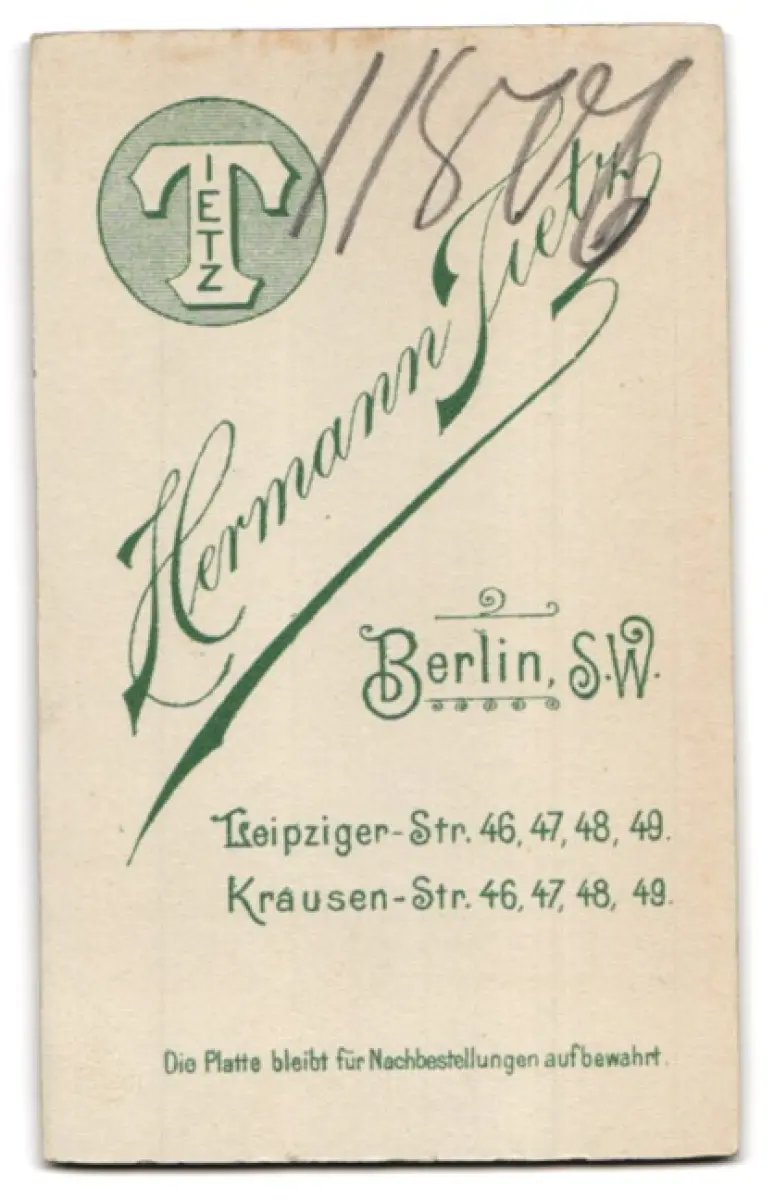 TIETZ
Hermann Tietz
Berlin, S.W.
Leipziger-Str. 46, 47, 48, 49.
Krausen-Str. 46, 47, 48, 49.
Die Platte bleibt für Nachbestellungen aufbewahrt.